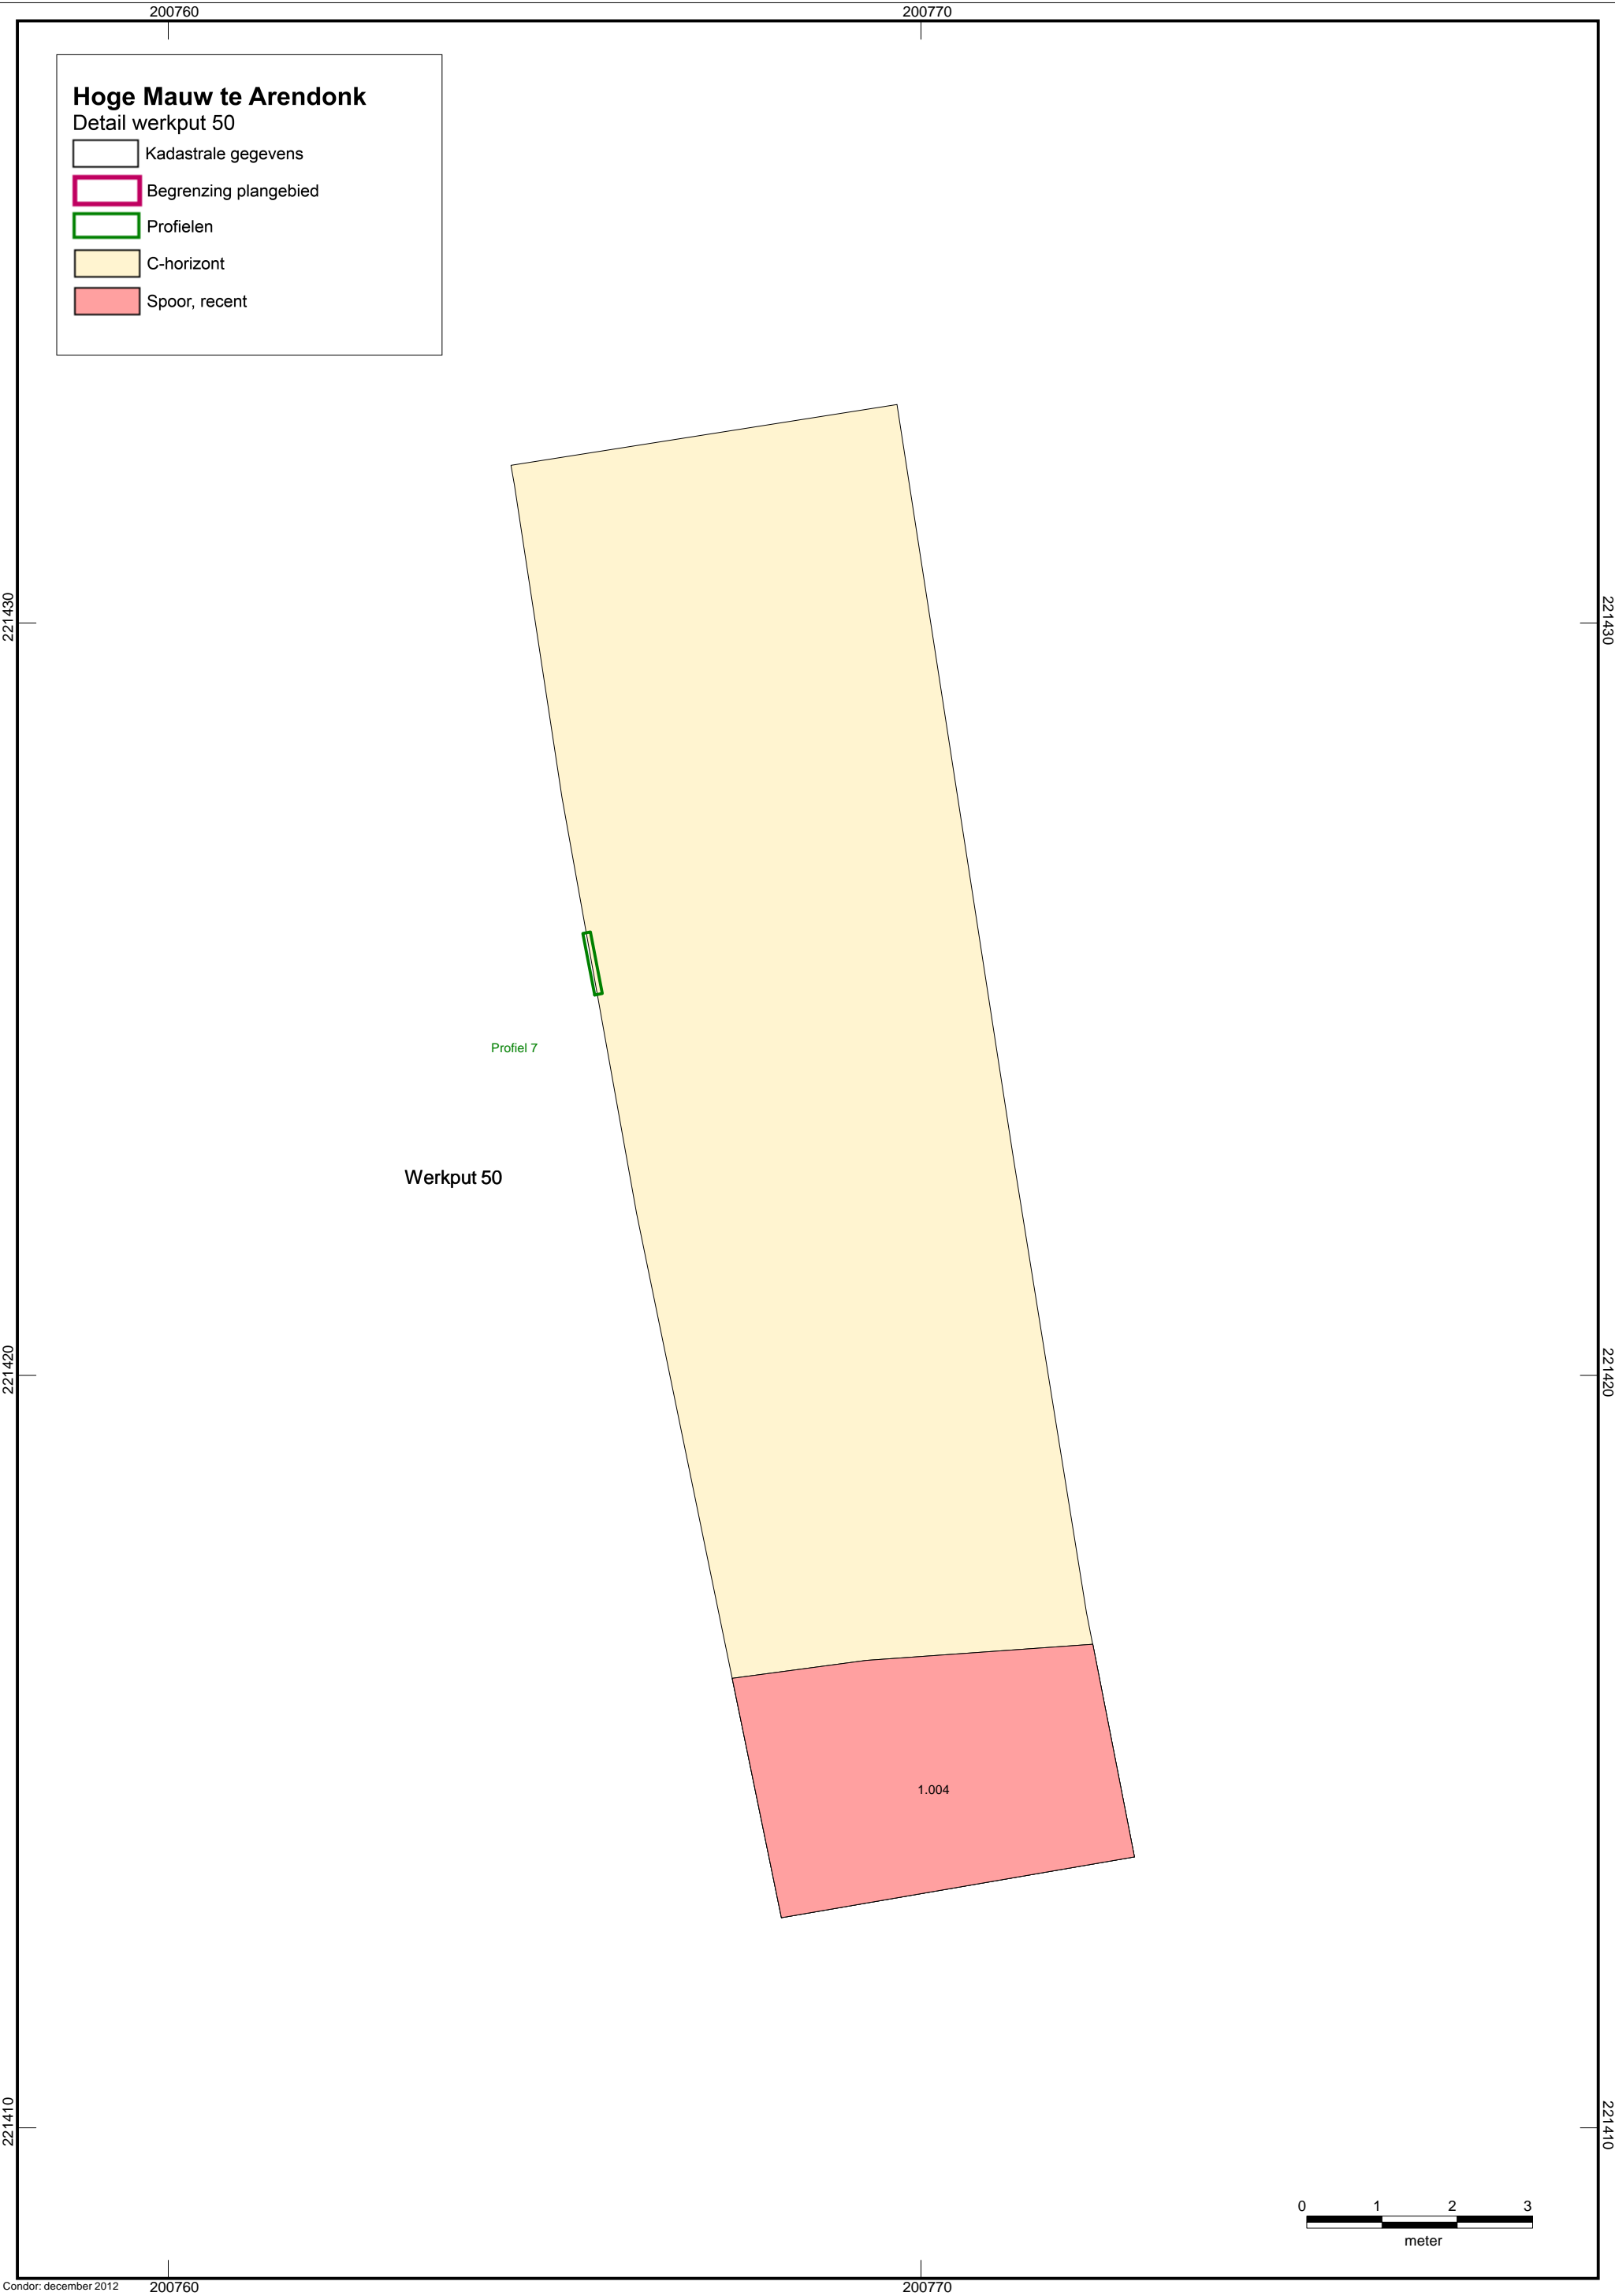 200760
200770
Hoge Mauw te Arendonk
Detail werkput 50
Kadastrale gegevens
Begrenzing plangebied
Profielen
C-horizont
Spoor, recent
221430
221430
Profiel 7
Werkput 50
221420
221420
1.004
221410
221410
0 1 2 3
meter
Condor: december 2012
200760
200770